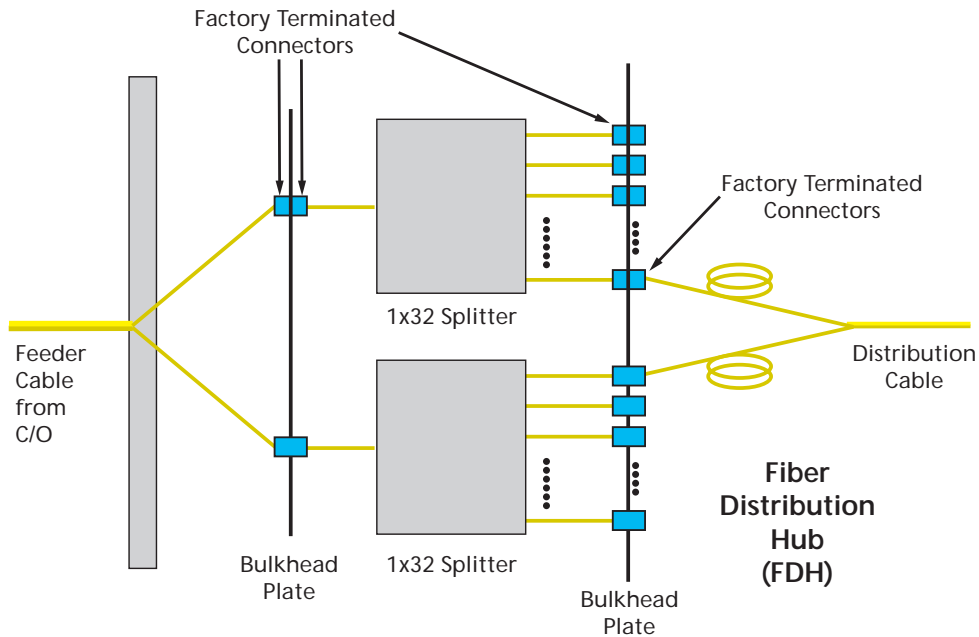 Factory Terminated
Connectors
Factory Terminated
Connectors
1x32 Splitter
Feeder
Cable
from
C/O
Distribution
Cable
Fiber
Distribution
Hub
(FDH)
Bulkhead
Plate
1x32 Splitter
Bulkhead
Plate